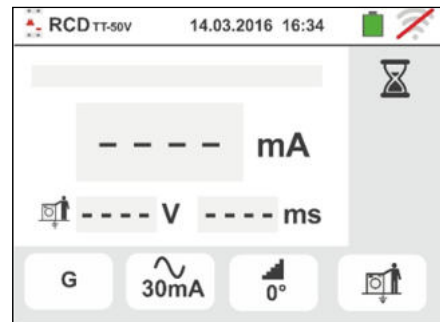 RCD TT-50V 14.03.2016 16:34
- - - - mA
- - - - V - - - - ms
G 30mA 0°